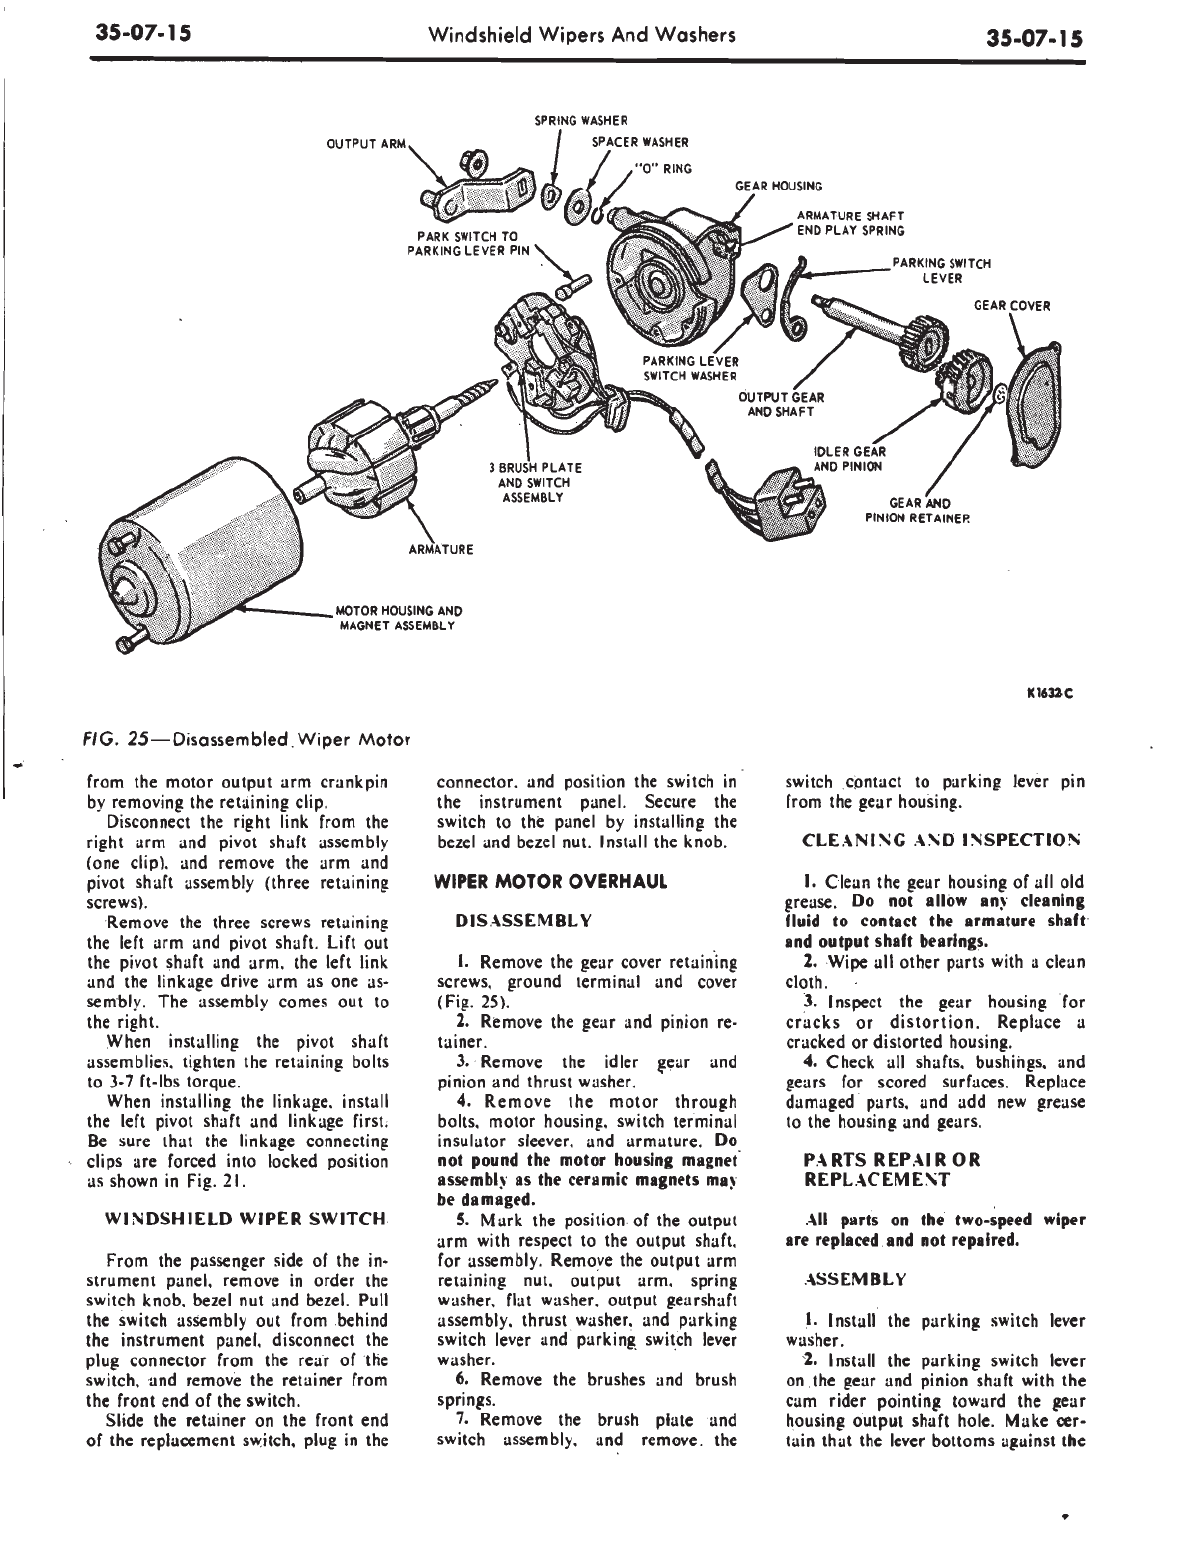 35-07-15
Windshield Wipers And Washers
35-07-15
SPRING WASHER
OUTPUT ARM
SPACER WASHER
"O" RING
GEAR HOUSING
ARMATURE SHAFT
END PLAY SPRING
PARK SWITCH TO
PARKING LEVER PIN
PARKING SWITCH
LEVER
GEAR COVER
PARKING LEVER
SWITCH WASHER
OUTPUT GEAR
AND SHAFT
IDLER GEAR
AND PINION
3 BRUSH PLATE
AND SWITCH
ASSEMBLY
GEAR AND
PINION RETAINER
ARMATURE
MOTOR HOUSING AND
MAGNET ASSEMBLY
K1632-C
FIG. 25—Disassembled Wiper Motor
from the motor output arm crankpin
by removing the retaining clip.
Disconnect the right link from the
right arm and pivot shaft assembly
(one clip), and remove the arm and
pivot shaft assembly (three retaining
screws).
Remove the three screws retaining
the left arm and pivot shaft. Lift out
the pivot shaft and arm, the left link
and the linkage drive arm as one as-
sembly. The assembly comes out to
the right.
When installing the pivot shaft
assemblies, tighten the retaining bolts
to 3-7 ft-lbs torque.
When installing the linkage, install
the left pivot shaft and linkage first.
Be sure that the linkage connecting
clips are forced into locked position
as shown in Fig. 21.
WINDSHIELD WIPER SWITCH
From the passenger side of the in-
strument panel, remove in order the
switch knob, bezel nut and bezel. Pull
the switch assembly out from behind
the instrument panel, disconnect the
plug connector from the rear of the
switch, and remove the retainer from
the front end of the switch.
Slide the retainer on the front end
of the replacement switch, plug in the
connector, and position the switch in
the instrument panel. Secure the
switch to the panel by installing the
bezel and bezel nut. Install the knob.
WIPER MOTOR OVERHAUL
DISASSEMBLY
1. Remove the gear cover retaining
screws, ground terminal and cover
(Fig. 25).
2. Remove the gear and pinion re-
tainer.
3. Remove the idler gear and
pinion and thrust washer.
4. Remove the motor through
bolts, motor housing, switch terminal
insulator sleever, and armature. Do
not pound the motor housing magnet
assembly as the ceramic magnets may
be damaged.
5. Mark the position of the output
arm with respect to the output shaft,
for assembly. Remove the output arm
retaining nut, output arm, spring
washer, flat washer, output gearshaft
assembly, thrust washer, and parking
switch lever and parking switch lever
washer.
6. Remove the brushes and brush
springs.
7. Remove the brush plate and
switch assembly, and remove the
switch contact to parking lever pin
from the gear housing.
CLEANING AND INSPECTION
1. Clean the gear housing of all old
grease. Do not allow any cleaning
fluid to contact the armature shaft
and output shaft bearings.
2. Wipe all other parts with a clean
cloth.
3. Inspect the gear housing for
cracks or distortion. Replace a
cracked or distorted housing.
4. Check all shafts, bushings, and
gears for scored surfaces. Replace
damaged parts, and add new grease
to the housing and gears.
PARTS REPAIR OR
REPLACEMENT
All parts on the two-speed wiper
are replaced and not repaired.
ASSEMBLY
1. Install the parking switch lever
washer.
2. Install the parking switch lever
on the gear and pinion shaft with the
cam rider pointing toward the gear
housing output shaft hole. Make cer-
tain that the lever bottoms against the